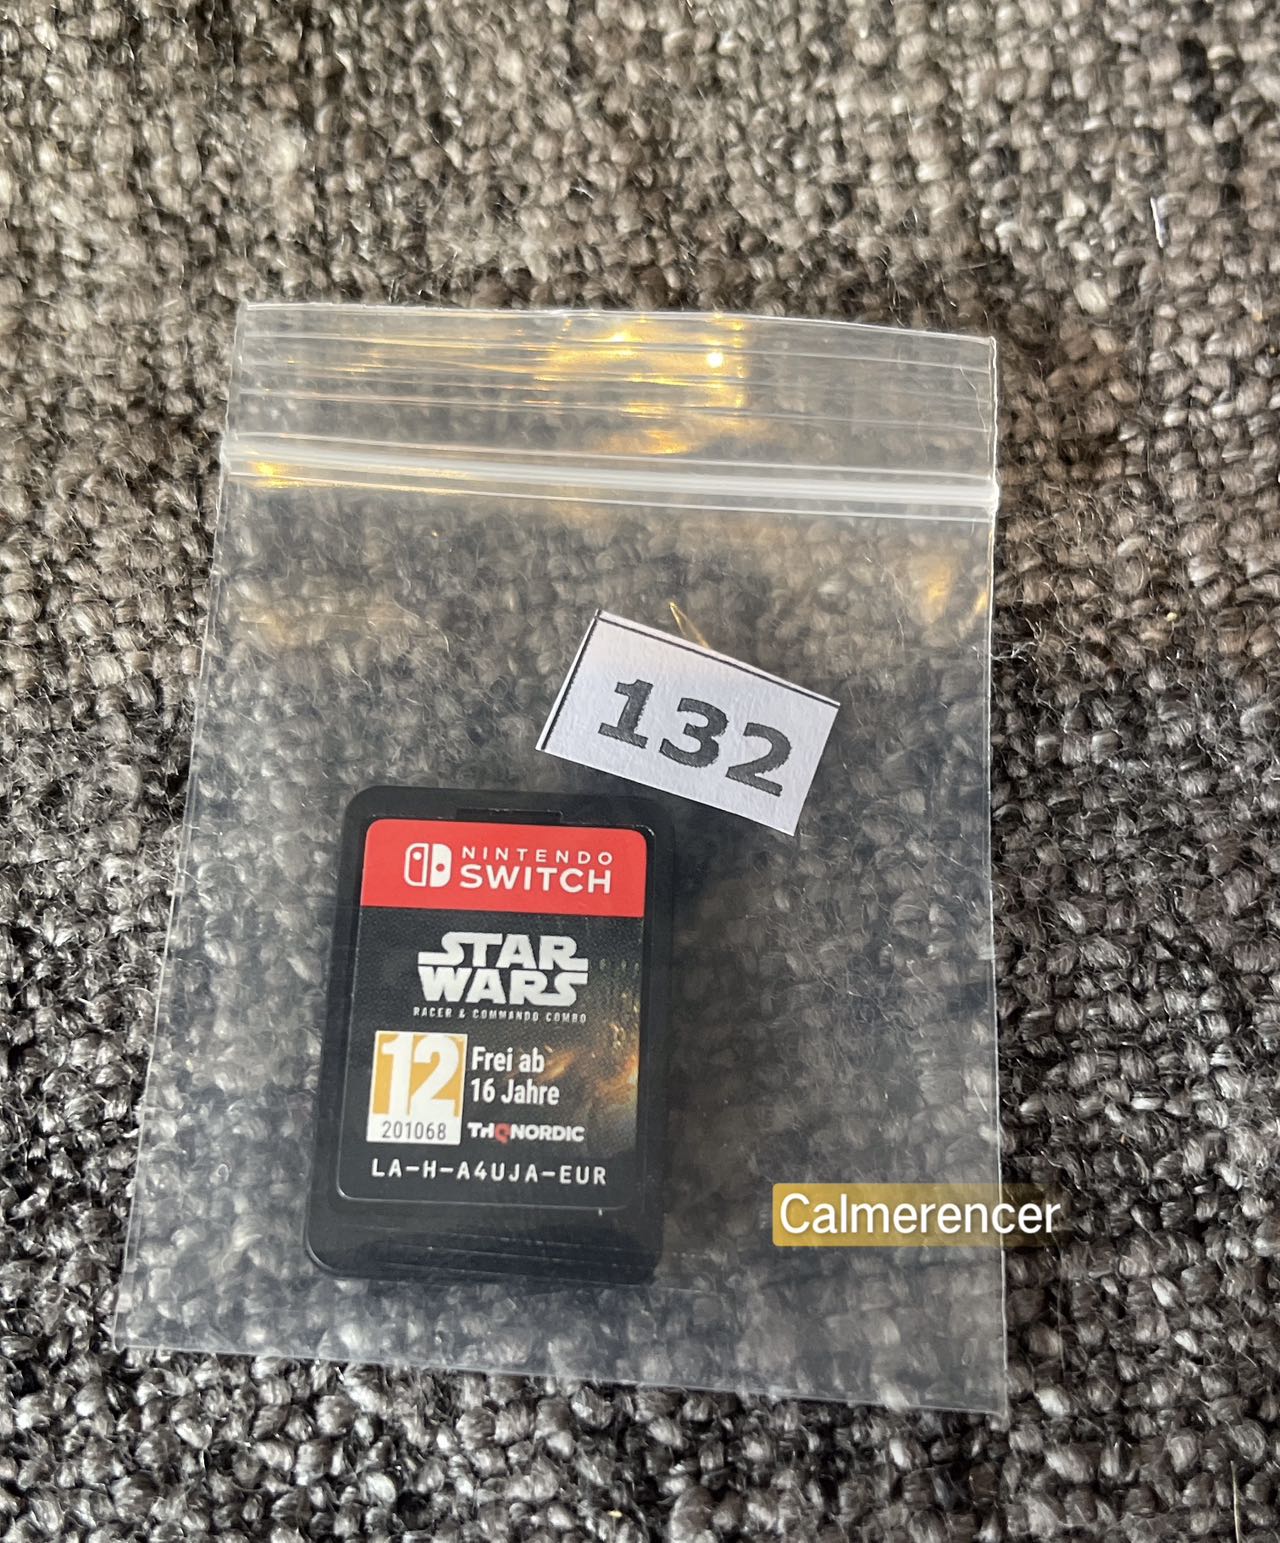 132
NINTENDO
SWITCH
STAR
WARS
RACER & COMMANDO COMBO
12
201068
Frei ab
16 Jahre
THQNORDIC
LA-H-A4UJA-EUR
Calmerencer